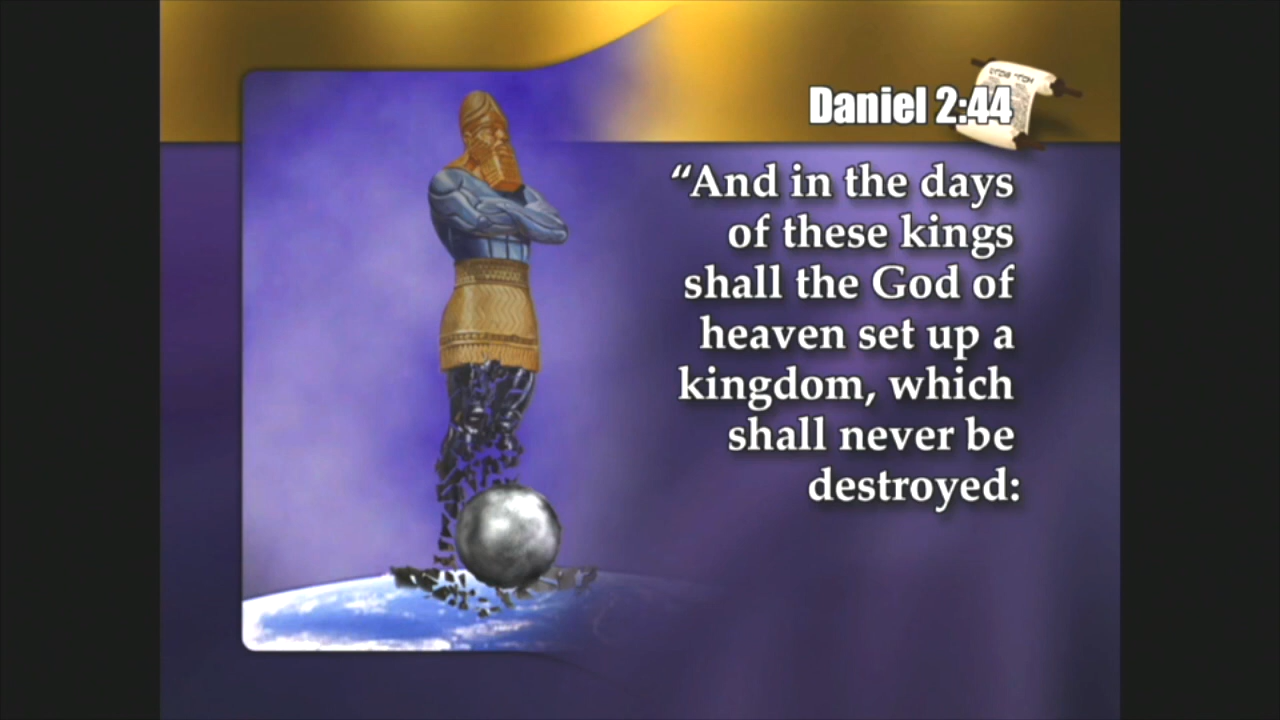 Daniel 2:44
“And in the days
of these kings
shall the God of
heaven set up a
kingdom, which
shall never be
destroyed: